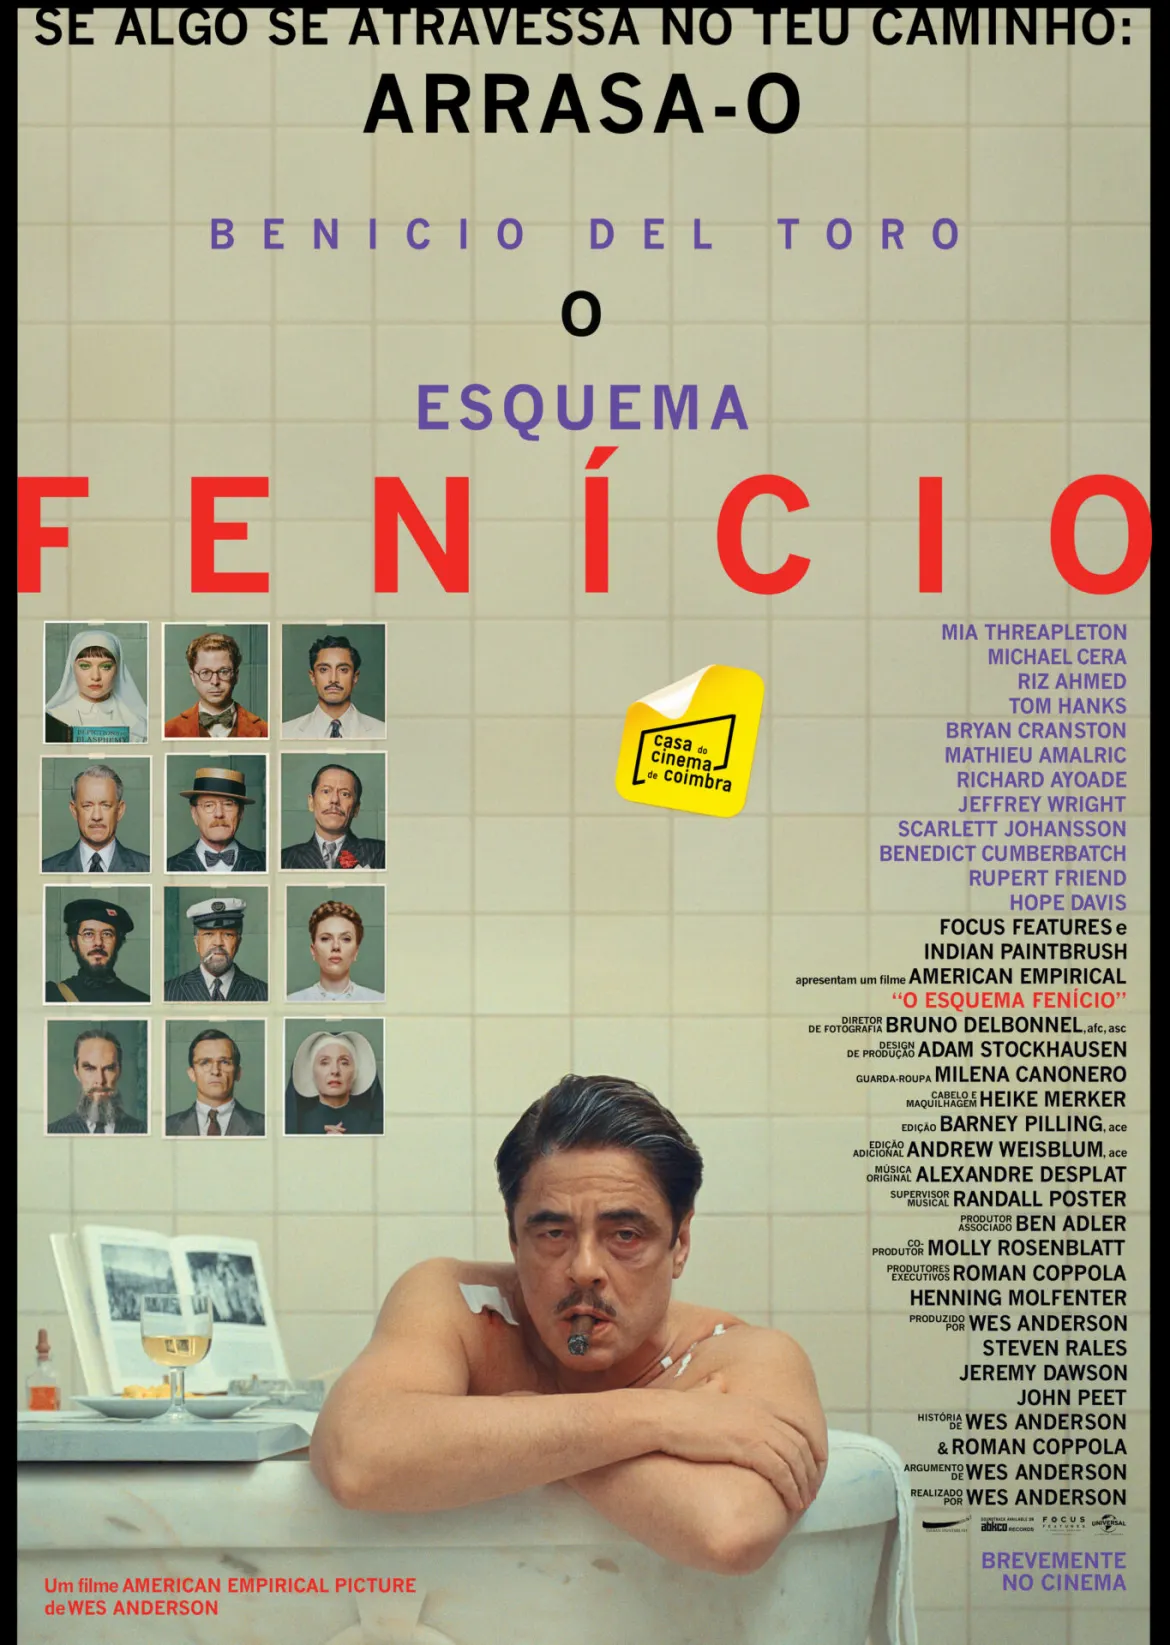 SE ALGO SE ATRAVESSA NO TEU CAMINHO:
ARRASA-O
BENICIO DEL TORO
O
ESQUEMA
FENÍCIO
BLASPHEMY
casa do
cinema
de coimbra
MIA THREAPLETON
MICHAEL CERA
RIZ AHMED
TOM HANKS
BRYAN CRANSTON
MATHIEU AMALRIC
RICHARD AYOADE
JEFFREY WRIGHT
SCARLETT JOHANSSON
BENEDICT CUMBERBATCH
RUPERT FRIEND
HOPE DAVIS
FOCUS FEATURES e
INDIAN PAINTBRUSH
apresentam um filme AMERICAN EMPIRICAL
“O ESQUEMA FENÍCIO”
DIRETOR DE FOTOGRAFIA BRUNO DELBONNEL, afc, asc
DESIGN DE PRODUÇÃO ADAM STOCKHAUSEN
GUARDA-ROUPA MILENA CANONERO
CABELO E MAQUILHAGEM HEIKE MERKER
EDIÇÃO BARNEY PILLING, ace
EDIÇÃO ADICIONAL ANDREW WEISBLUM, ace
MÚSICA ORIGINAL ALEXANDRE DESPLAT
SUPERVISOR MUSICAL RANDALL POSTER
PRODUTOR ASSOCIADO BEN ADLER
CO-PRODUTOR MOLLY ROSENBLATT
PRODUTORES EXECUTIVOS ROMAN COPPOLA
HENNING MOLFENTER
PRODUZIDO POR WES ANDERSON
STEVEN RALES
JEREMY DAWSON
JOHN PEET
HISTÓRIA DE WES ANDERSON
& ROMAN COPPOLA
ARGUMENTO DE WES ANDERSON
REALIZADO POR WES ANDERSON
SOUNDTRACK AVAILABLE ON
abkco RECORDS
FOCUS
FEATURES
UNIVERSAL
BREVEMENTE
NO CINEMA
Um filme AMERICAN EMPIRICAL PICTURE
de WES ANDERSON